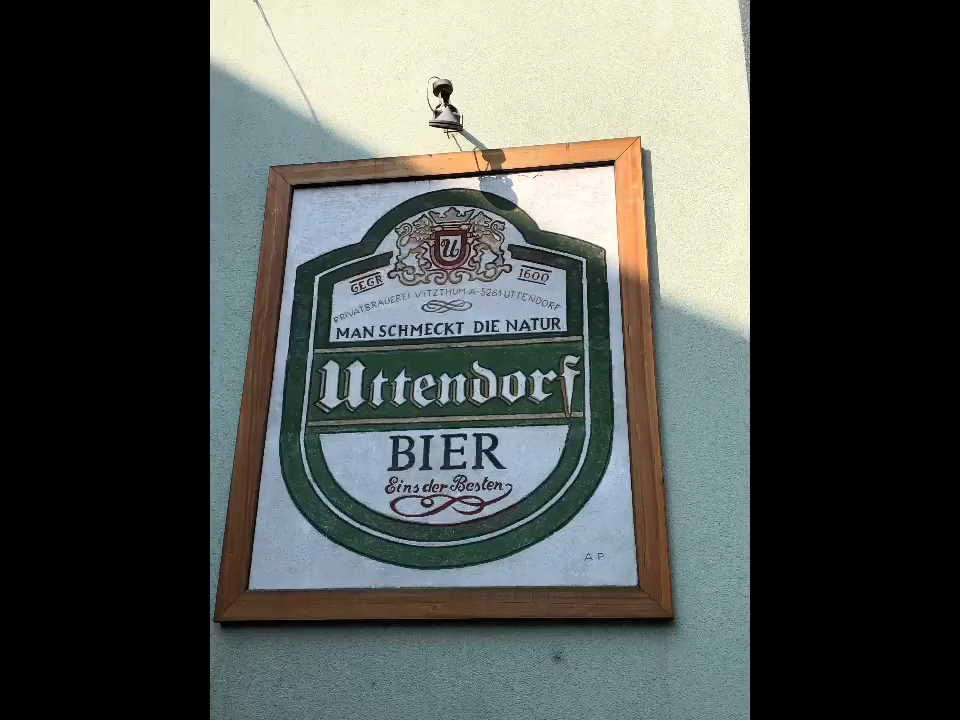 U
GEGR 1600
PRIVATBRAUEREI VITZTHUM A-5261 UTTENDORF
MAN SCHMECKT DIE NATUR
Uttendorf
BIER
Eins der Besten
A P